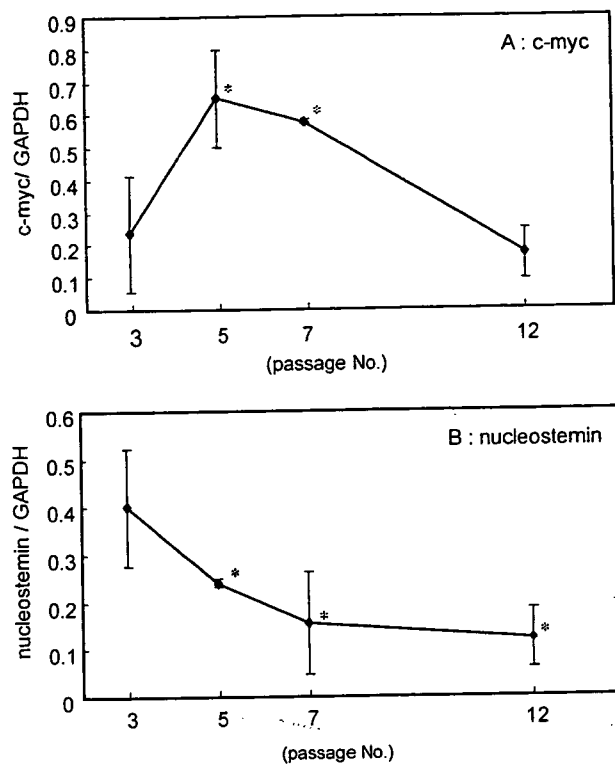 A : c-myc
c-myc/ GAPDH
0.9
0.8
0.7
0.6
0.5
0.4
0.3
0.2
0.1
0
*
*
3 5 7 12
(passage No.)
B : nucleostemin
nucleostemin / GAPDH
0.6
0.5
0.4
0.3
0.2
0.1
0
*
*
*
3 5 7 12
(passage No.)